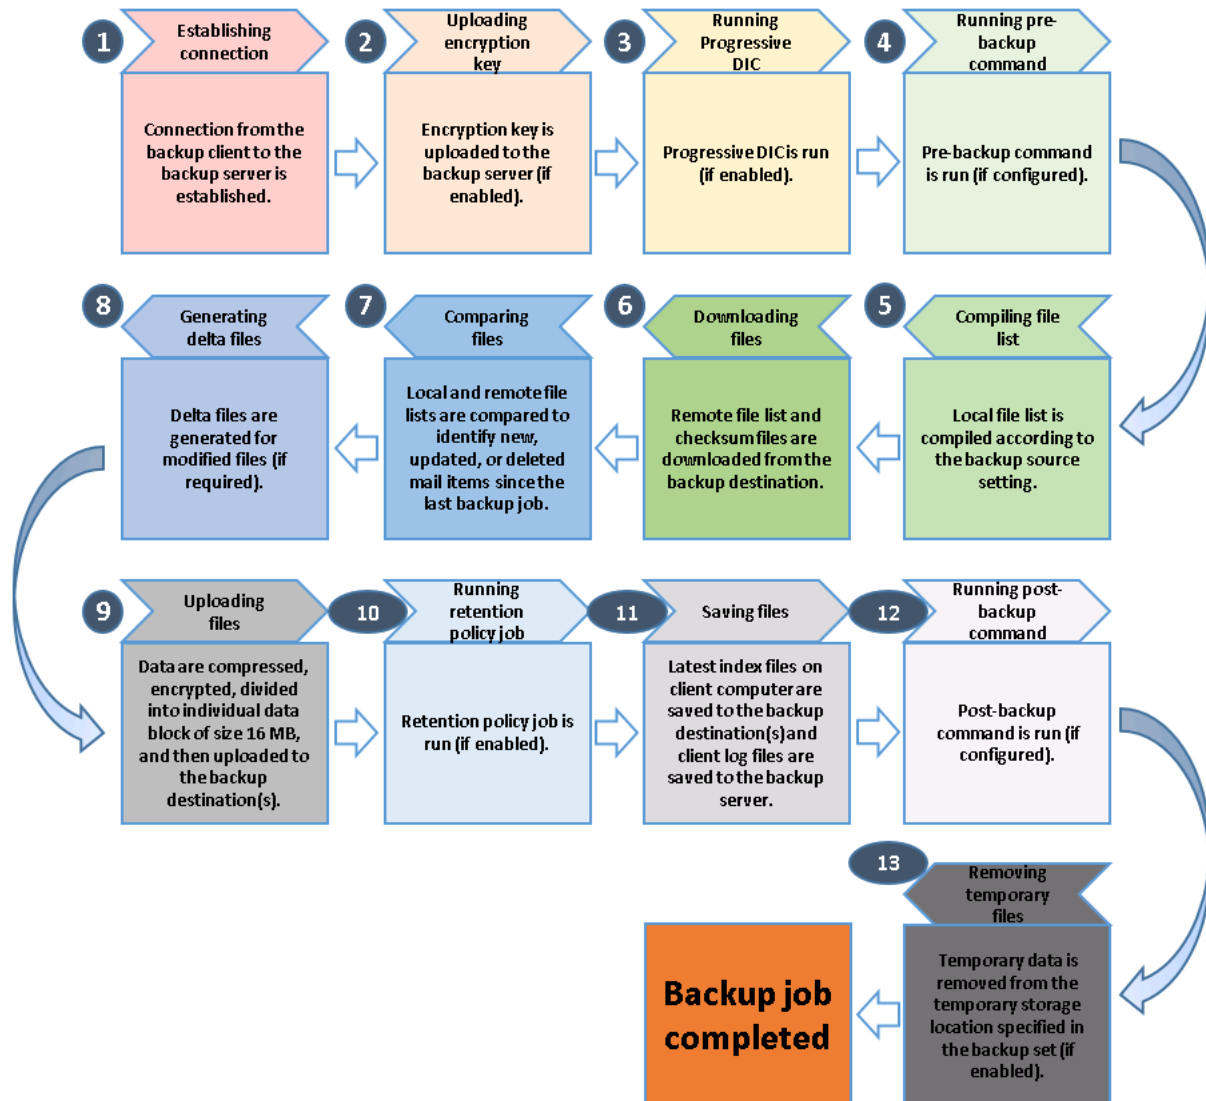 1
Establishing
connection
2
Uploading
encryption
key
3
Running
Progressive
DIC
4
Running pre-
backup
command
Connection from the
backup client to the
backup server is
established.
Encryption key is
uploaded to the
backup server (if
enabled).
Progressive DIC is run
(if enabled).
Pre-backup command
is run (if configured).
5
Compiling file
list
Local file list is
compiled according to
the backup source
setting.
6
Downloading
files
Remote file list and
checksum files are
downloaded from the
backup destination.
7
Comparing
files
Local and remote file
lists are compared to
identify new,
updated, or deleted
mail items since the
last backup job.
8
Generating
delta files
Delta files are
generated for
modified files (if
required).
9
Uploading
files
Data are compressed,
encrypted, divided
into individual data
block of size 16 MB,
and then uploaded to
the backup
destination(s).
10
Running
retention
policy job
Retention policy job is
run (if enabled).
11
Saving files
Latest index files on
client computer are
saved to the backup
destination(s) and
client log files are
saved to the backup
server.
12
Running post-
backup
command
Post-backup
command is run (if
configured).
13
Removing
temporary
files
Temporary data is
removed from the
temporary storage
location specified in
the backup set (if
enabled).
Backup job
completed